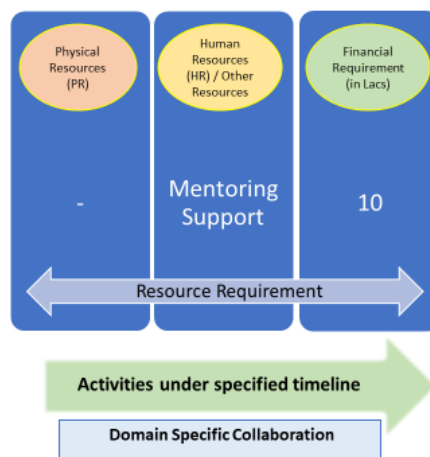 Physical
Resources
(PR)
Human
Resources
(HR) / Other
Resources
Financial
Requirement
(in Lacs)
-
Mentoring
Support
10
Resource Requirement
Activities under specified timeline
Domain Specific Collaboration